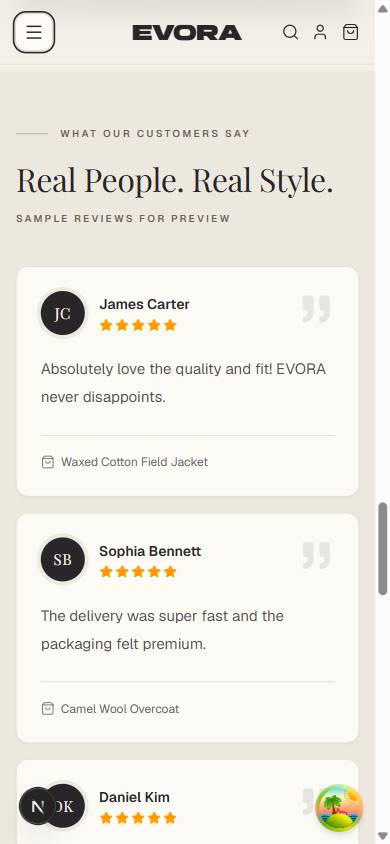 EVORA
WHAT OUR CUSTOMERS SAY
Real People. Real Style.
SAMPLE REVIEWS FOR PREVIEW
JC
James Carter
Absolutely love the quality and fit! EVORA
never disappoints.
Waxed Cotton Field Jacket
SB
Sophia Bennett
The delivery was super fast and the
packaging felt premium.
Camel Wool Overcoat
N
DK
Daniel Kim